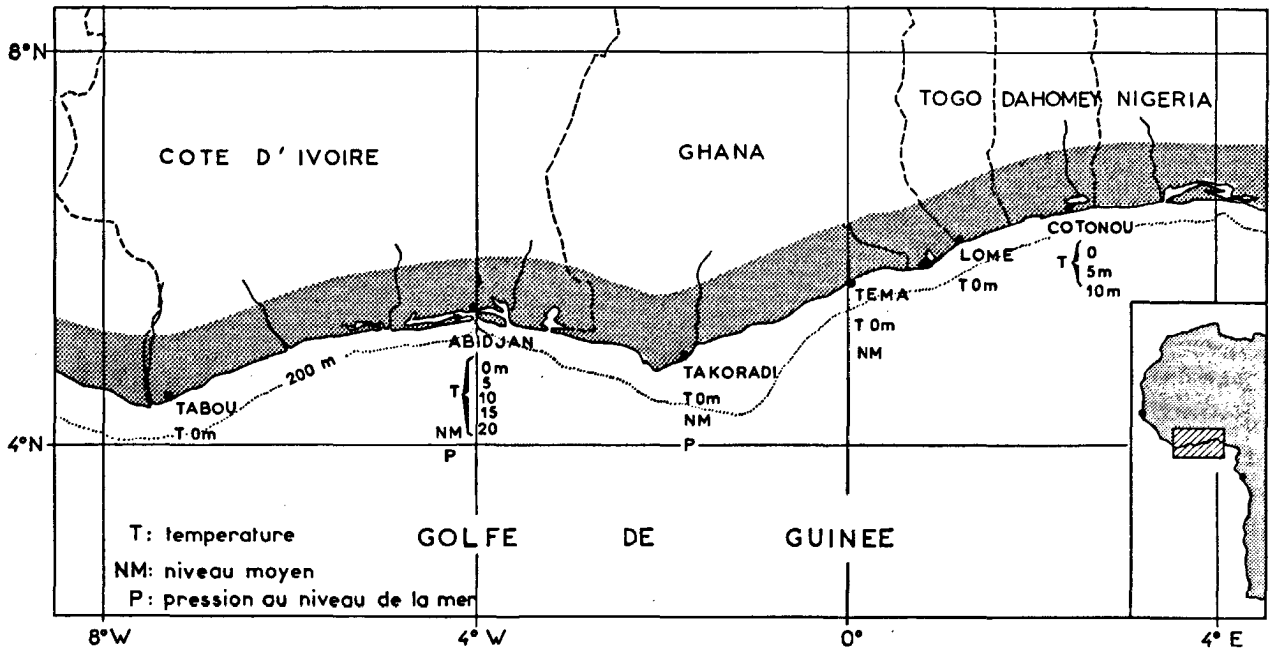 8°N
TOGO DAHOMEY NIGERIA
COTE D' IVOIRE
GHANA
COTONOU
T { 0
5m
10m
LOME
T 0m
TEMA
T 0m
NM
ABIDJAN
T { 0m
5
10
15
20
NM
P
200 m
TAKORADI
T 0m
NM
P
TABOU
T 0m
4°N
T: temperature
NM: niveau moyen
P: pression au niveau de la mer
GOLFE DE GUINEE
8°W
4°W
0°
4°E